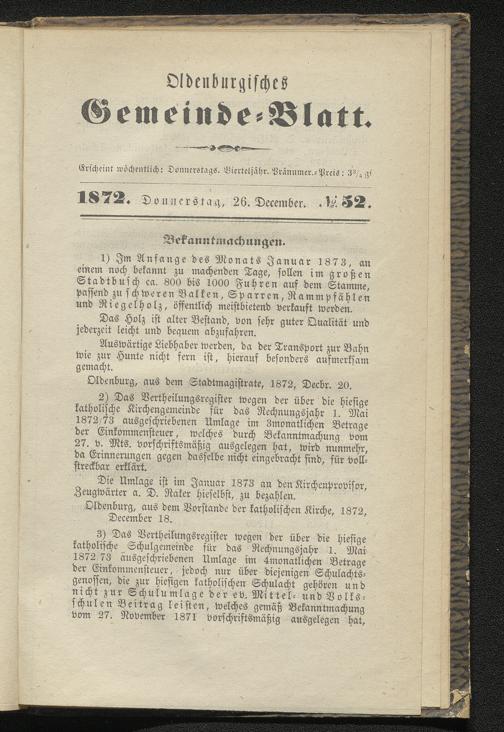 Oldenburgisches
Gemeinde-Blatt.
Erscheint wöchentlich: Donnerstags. Vierteljähr. Pränumer.-Preis: 3¾
1872. Donnerstag, 26. December. № 52.
Bekanntmachungen.
1) Im Anfange des Monats Januar 1873, an
einem noch bekannt zu machenden Tage, sollen im großen
Stadtbusch ca. 800 bis 1000 Fuhren auf dem Stamme,
passend zu schweren Balken, Sparren, Rammpfählen
und Riegelholz, öffentlich meistbietend verkauft werden.
Das Holz ist alter Bestand, von sehr guter Qualität und
jederzeit leicht und bequem abzufahren.
Auswärtige Liebhaber werden, da der Transport zur Bahn
wie zur Hunte nicht fern ist, hierauf besonders aufmerksam
gemacht.
Oldenburg, aus dem Stadtmagistrate, 1872, Decbr. 20.
2) Das Vertheilungsregister wegen der über die hiesige
katholische Kirchengemeinde für das Rechnungsjahr 1. Mai
1872/73 ausgeschriebenen Umlage im 3monatlichen Betrage
der Einkommensteuer, welches durch Bekanntmachung vom
27. v. Mts. vorschriftsmäßig ausgelegen hat, wird nunmehr,
da Erinnerungen gegen dasselbe nicht eingebracht sind, für voll-
streckbar erklärt.
Die Umlage ist im Januar 1873 an den Kirchenprovisor,
Zeugwärter a. D. Raker hieselbst, zu bezahlen.
Oldenburg, aus dem Vorstande der katholischen Kirche, 1872,
December 18.
3) Das Vertheilungsregister wegen der über die hiesige
katholische Schulgemeinde für das Rechnungsjahr 1. Mai
1872 73 ausgeschriebenen Umlage im 4monatlichen Betrage
der Einkommensteuer, jedoch nur über diejenigen Schulachts-
genossen, die zur hiesigen katholischen Schulacht gehören und
nicht zur Schulumlage der ev. Mittel- und Volks-
schulen Beitrag leisten, welches gemäß Bekanntmachung
vom 27. November 1871 vorschriftsmäßig ausgelegen hat,